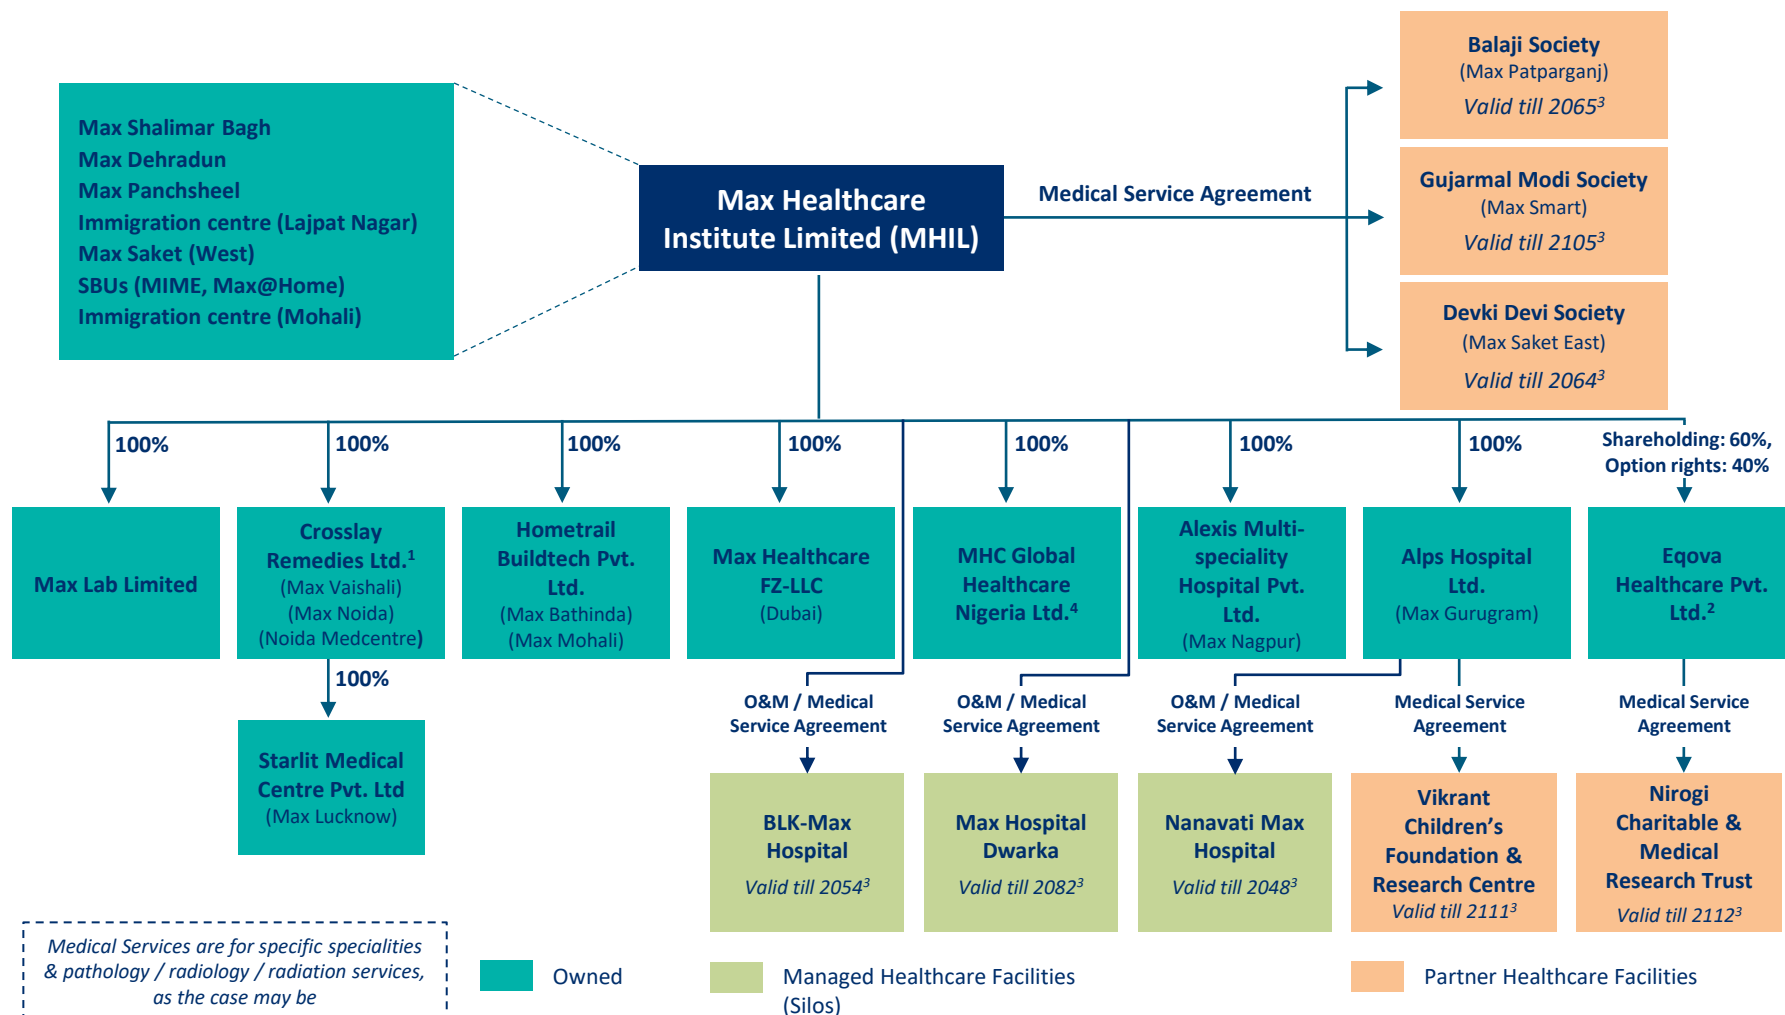 Balaji Society
(Max Patparganj)
Valid till 2065³
Max Shalimar Bagh
Max Dehradun
Max Panchsheel
Immigration centre (Lajpat Nagar)
Max Saket (West)
SBUs (MIME, Max@Home)
Immigration centre (Mohali)
Max Healthcare
Institute Limited (MHIL)
Medical Service Agreement
Gujarmal Modi Society
(Max Smart)
Valid till 2105³
Devki Devi Society
(Max Saket East)
Valid till 2064³
100%
100%
100%
100%
100%
100%
100%
Shareholding: 60%,
Option rights: 40%
Max Lab Limited
Crosslay
Remedies Ltd.¹
(Max Vaishali)
(Max Noida)
(Noida Medcentre)
Hometrail
Buildtech Pvt.
Ltd.
(Max Bathinda)
(Max Mohali)
Max Healthcare
FZ-LLC
(Dubai)
MHC Global
Healthcare
Nigeria Ltd.⁴
Alexis Multi-
speciality
Hospital Pvt.
Ltd.
(Max Nagpur)
Alps Hospital
Ltd.
(Max Gurugram)
Eqova
Healthcare Pvt.
Ltd.²
100%
O&M / Medical
Service Agreement
O&M / Medical
Service Agreement
O&M / Medical
Service Agreement
Medical Service
Agreement
Medical Service
Agreement
Starlit Medical
Centre Pvt. Ltd
(Max Lucknow)
BLK-Max
Hospital
Valid till 2054³
Max Hospital
Dwarka
Valid till 2082³
Nanavati Max
Hospital
Valid till 2048³
Vikrant
Children’s
Foundation &
Research Centre
Valid till 2111³
Nirogi
Charitable &
Medical
Research Trust
Valid till 2112³
Medical Services are for specific specialities
& pathology / radiology / radiation services,
as the case may be
Owned
Managed Healthcare Facilities
(Silos)
Partner Healthcare Facilities